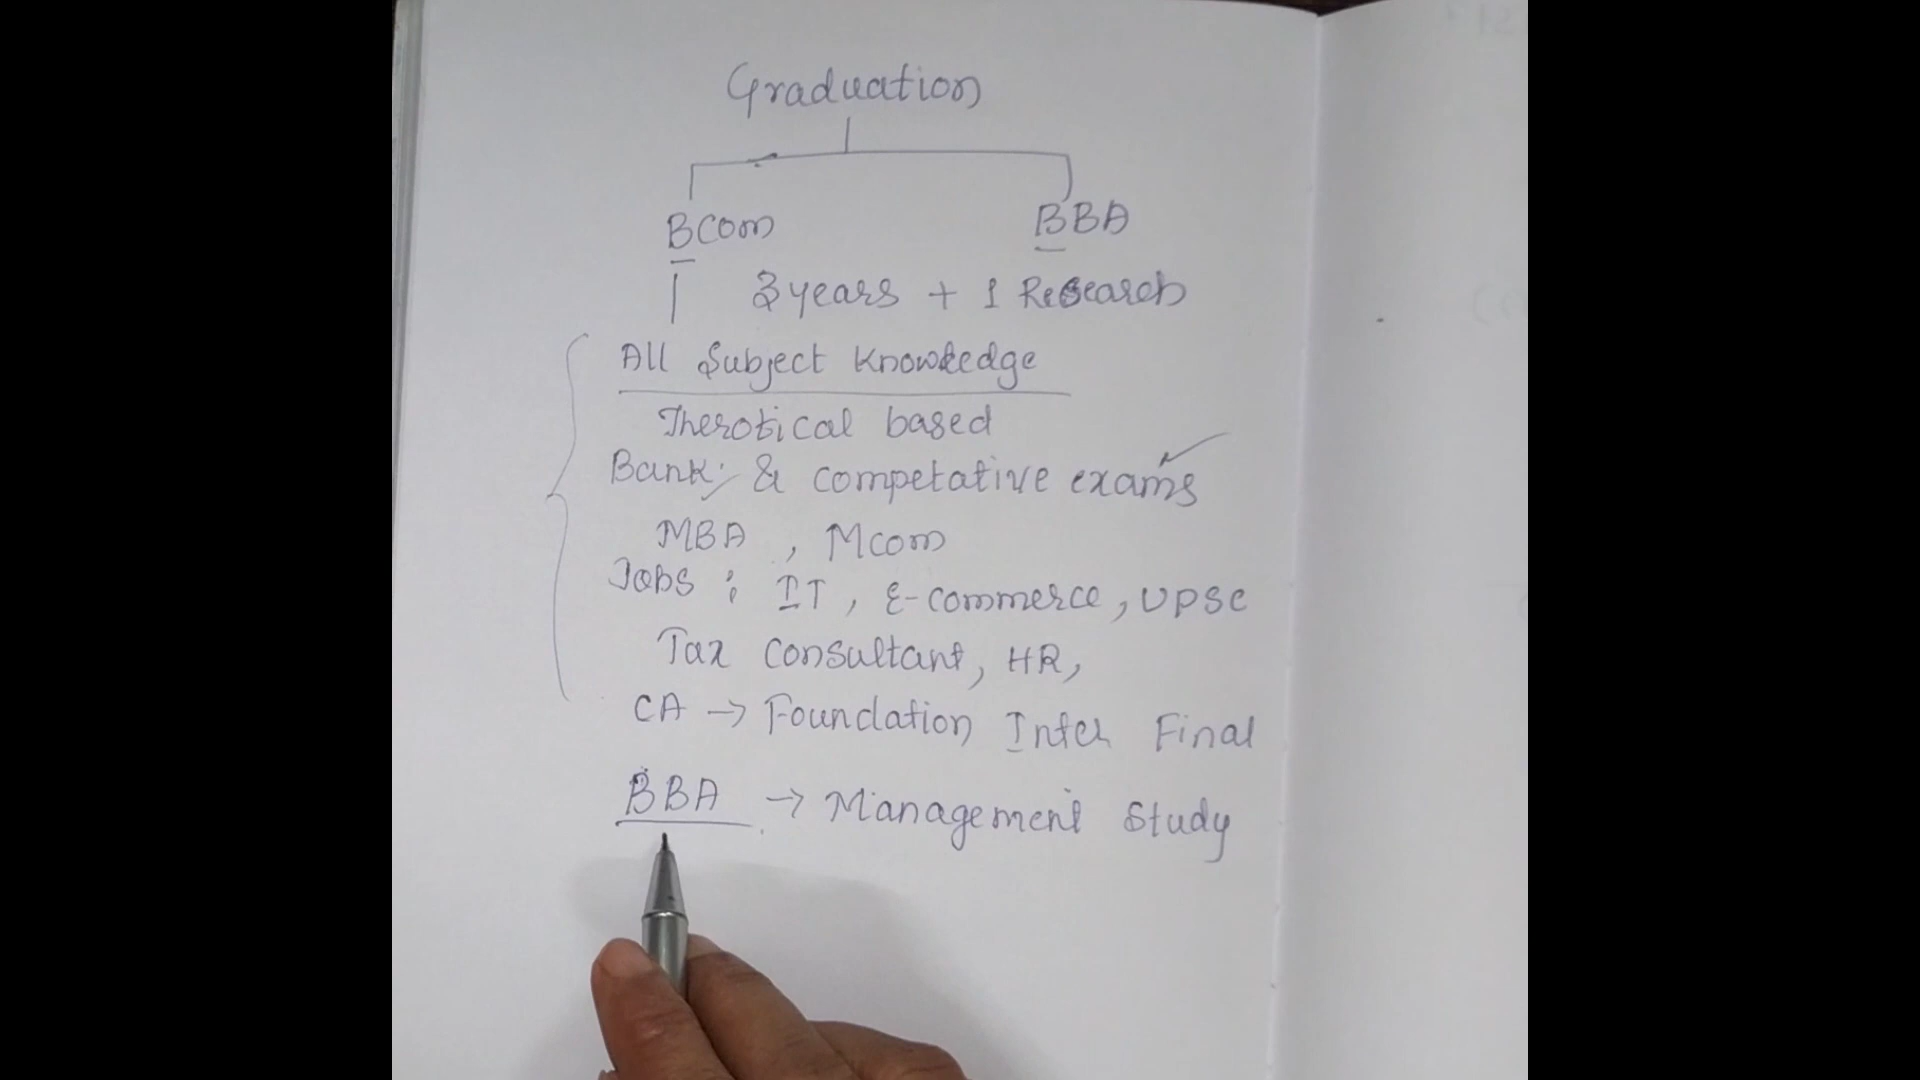 Graduation
Bcom BBA
3 years + 1 Research
All Subject Knowledge
Therotical based
Bank & competative exams
MBA, Mcom
Jobs : IT, E-commerce, UPSC
Tax Consultant, HR,
CA → Foundation Inter Final
BBA → Management Study